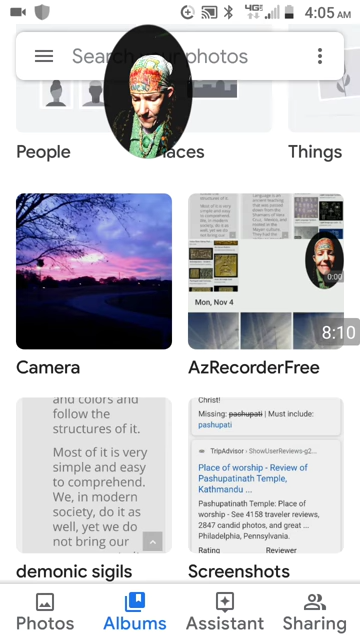 4G
4:05 AM
Search your photos
People
Places
Things
Mon, Nov 4
0:00
8:10
Camera
AzRecorderFree
and colors and
follow the
structures of it.
Most of it is very
simple and easy
to comprehend.
We, in modern
society, do it as
well, yet we do
not bring our
Christ!
Missing: pashupati | Must include:
pashupati
TripAdvisor › ShowUserReviews-g2...
Place of worship - Review of
Pashupatinath Temple,
Kathmandu ...
Pashupatinath Temple: Place of
worship - See 4158 traveler reviews,
2847 candid photos, and great ...
Philadelphia, Pennsylvania.
Rating
Reviewer
demonic sigils
Screenshots
Photos
Albums
Assistant
Sharing